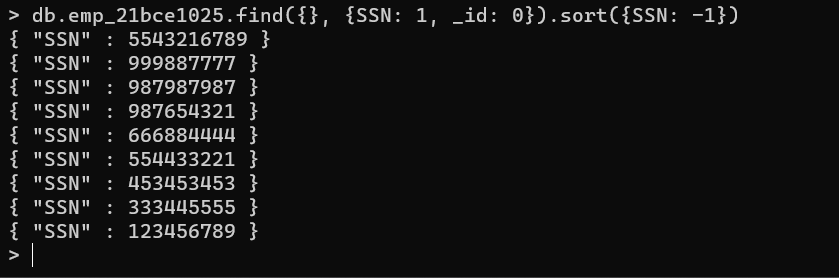 > db.emp_21bce1025.find({}, {SSN: 1, _id: 0}).sort({SSN: -1})
{ "SSN" : 5543216789 }
{ "SSN" : 999887777 }
{ "SSN" : 987987987 }
{ "SSN" : 987654321 }
{ "SSN" : 666884444 }
{ "SSN" : 554433221 }
{ "SSN" : 453453453 }
{ "SSN" : 333445555 }
{ "SSN" : 123456789 }
>